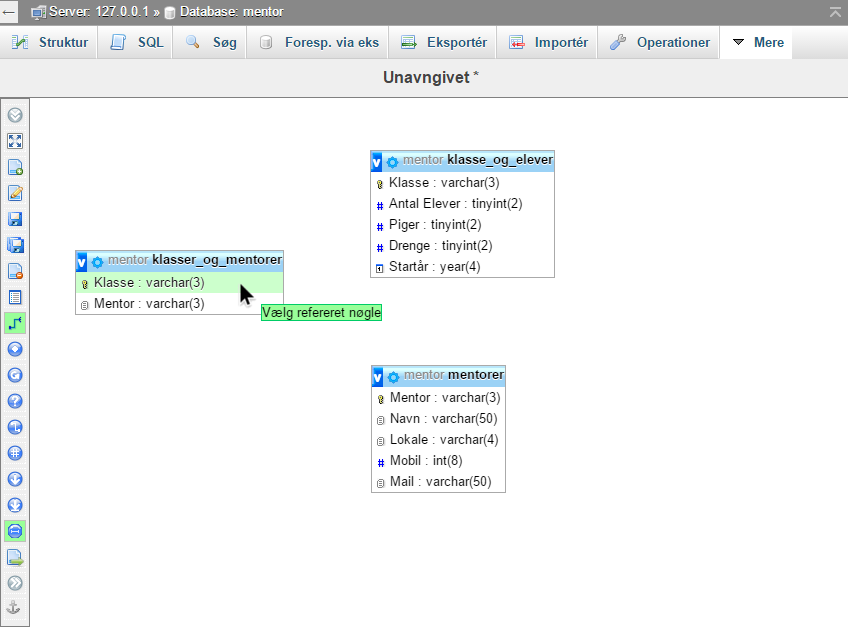 Server: 127.0.0.1 » Database: mentor
Struktur SQL Søg Foresp. via eks Eksportér Importér Operationer Mere
Unavngivet *
v mentor klasse_og_elever
Klasse : varchar(3)
# Antal Elever : tinyint(2)
# Piger : tinyint(2)
# Drenge : tinyint(2)
Startår : year(4)
v mentor klasser_og_mentorer
Klasse : varchar(3)
Mentor : varchar(3)
Vælg refereret nøgle
v mentor mentorer
Mentor : varchar(3)
Navn : varchar(50)
Lokale : varchar(4)
# Mobil : int(8)
Mail : varchar(50)